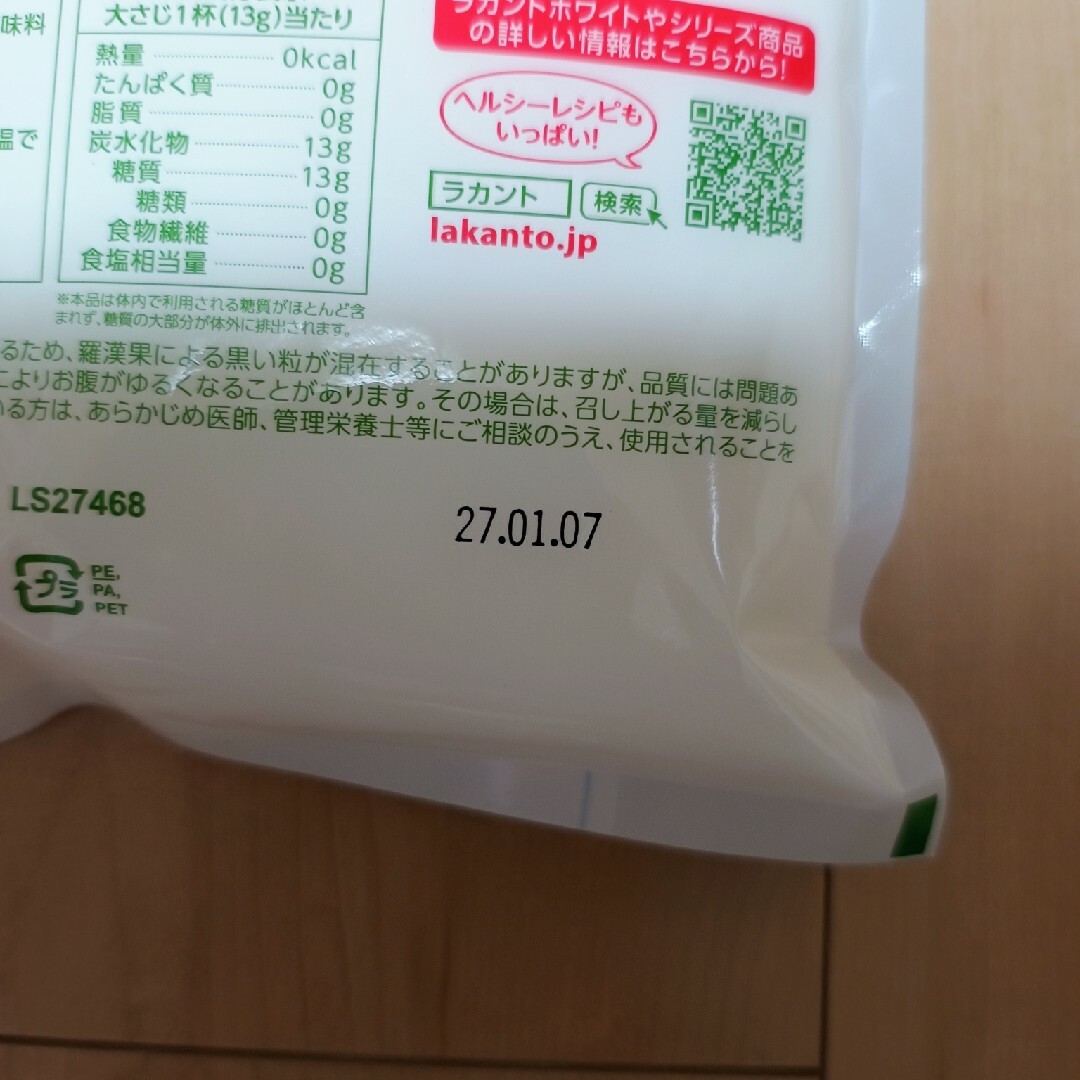 味料
温で
大さじ1杯(13g)当たり
熱量 0kcal
たんぱく質 0g
脂質 0g
炭水化物 13g
糖質 13g
糖類 0g
食物繊維 0g
食塩相当量 0g
※本品は体内で利用される糖質がほとんど含
まれず、糖質の大部分が体外に排出されます。
ラカントホワイトやシリーズ商品
の詳しい情報はこちらから!
ヘルシーレシピも
いっぱい!
ラカント 検索
lakanto.jp
るため、羅漢果による黒い粒が混在することがありますが、品質には問題あ
によりお腹がゆるくなることがあります。その場合は、召し上がる量を減らし
いる方は、あらかじめ医師、管理栄養士等にご相談のうえ、使用されることを
LS27468
27.01.07
プラ
PE,
PA,
PET